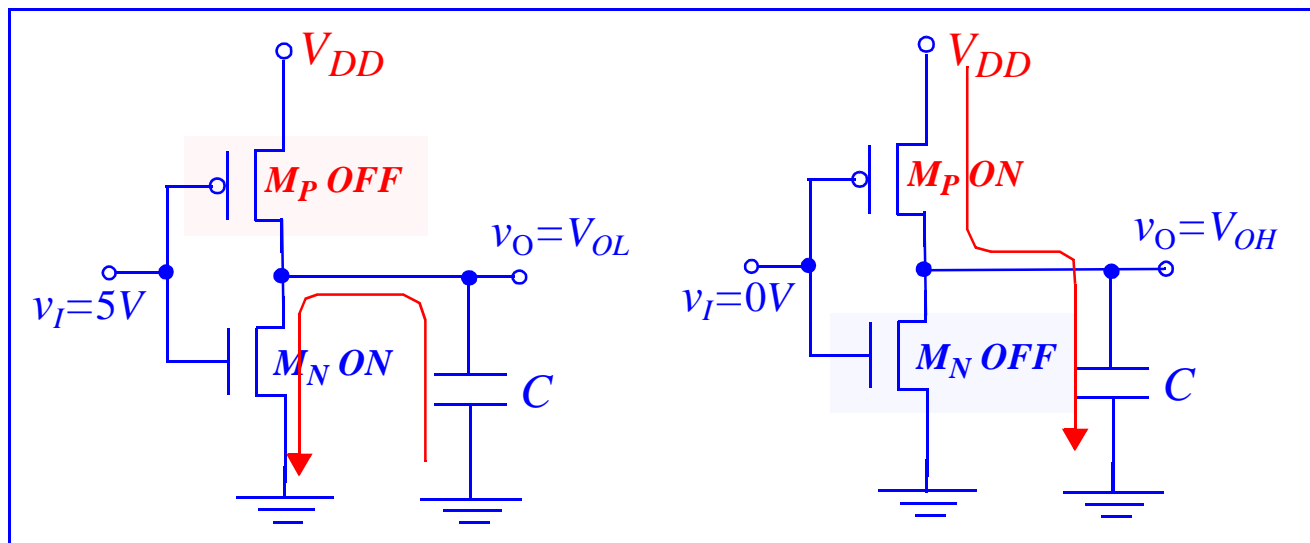 V_DD
M_P OFF
v_O=V_OL
v_I=5V
M_N ON
C
V_DD
M_P ON
v_O=V_OH
v_I=0V
M_N OFF
C